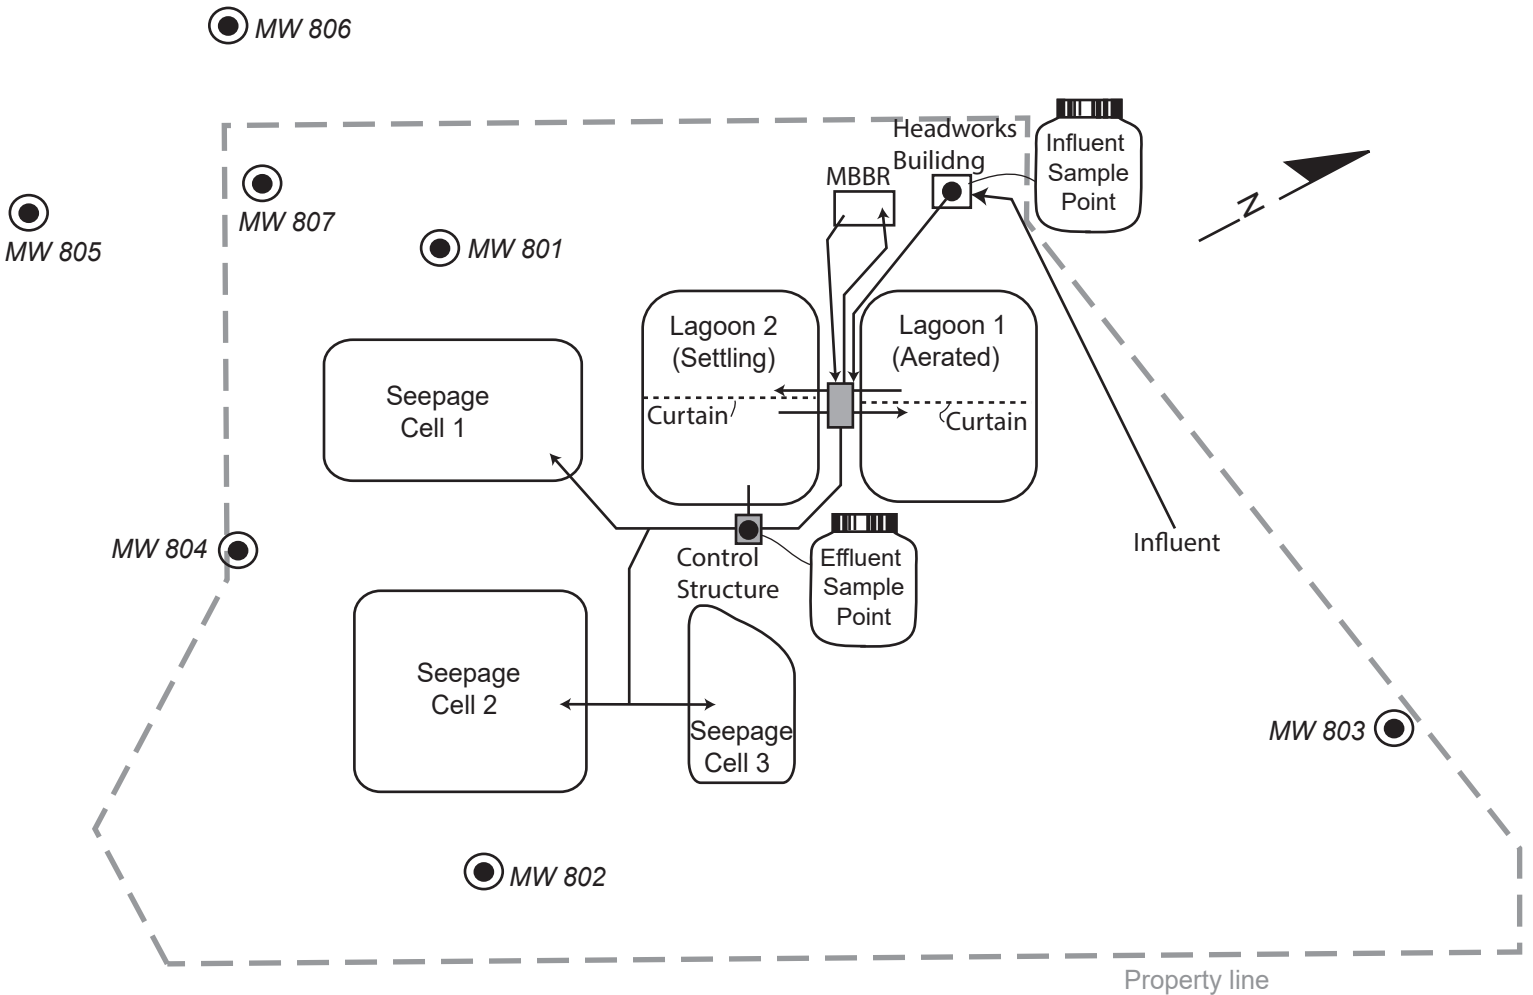 MW 806
Headworks
Builidng
Influent
Sample
Point
MBBR
N
MW 807
MW 805
MW 801
Lagoon 2
(Settling)
Lagoon 1
(Aerated)
Seepage
Cell 1
Curtain
Curtain
MW 804
Control
Structure
Effluent
Sample
Point
Influent
Seepage
Cell 2
Seepage
Cell 3
MW 803
MW 802
Property line